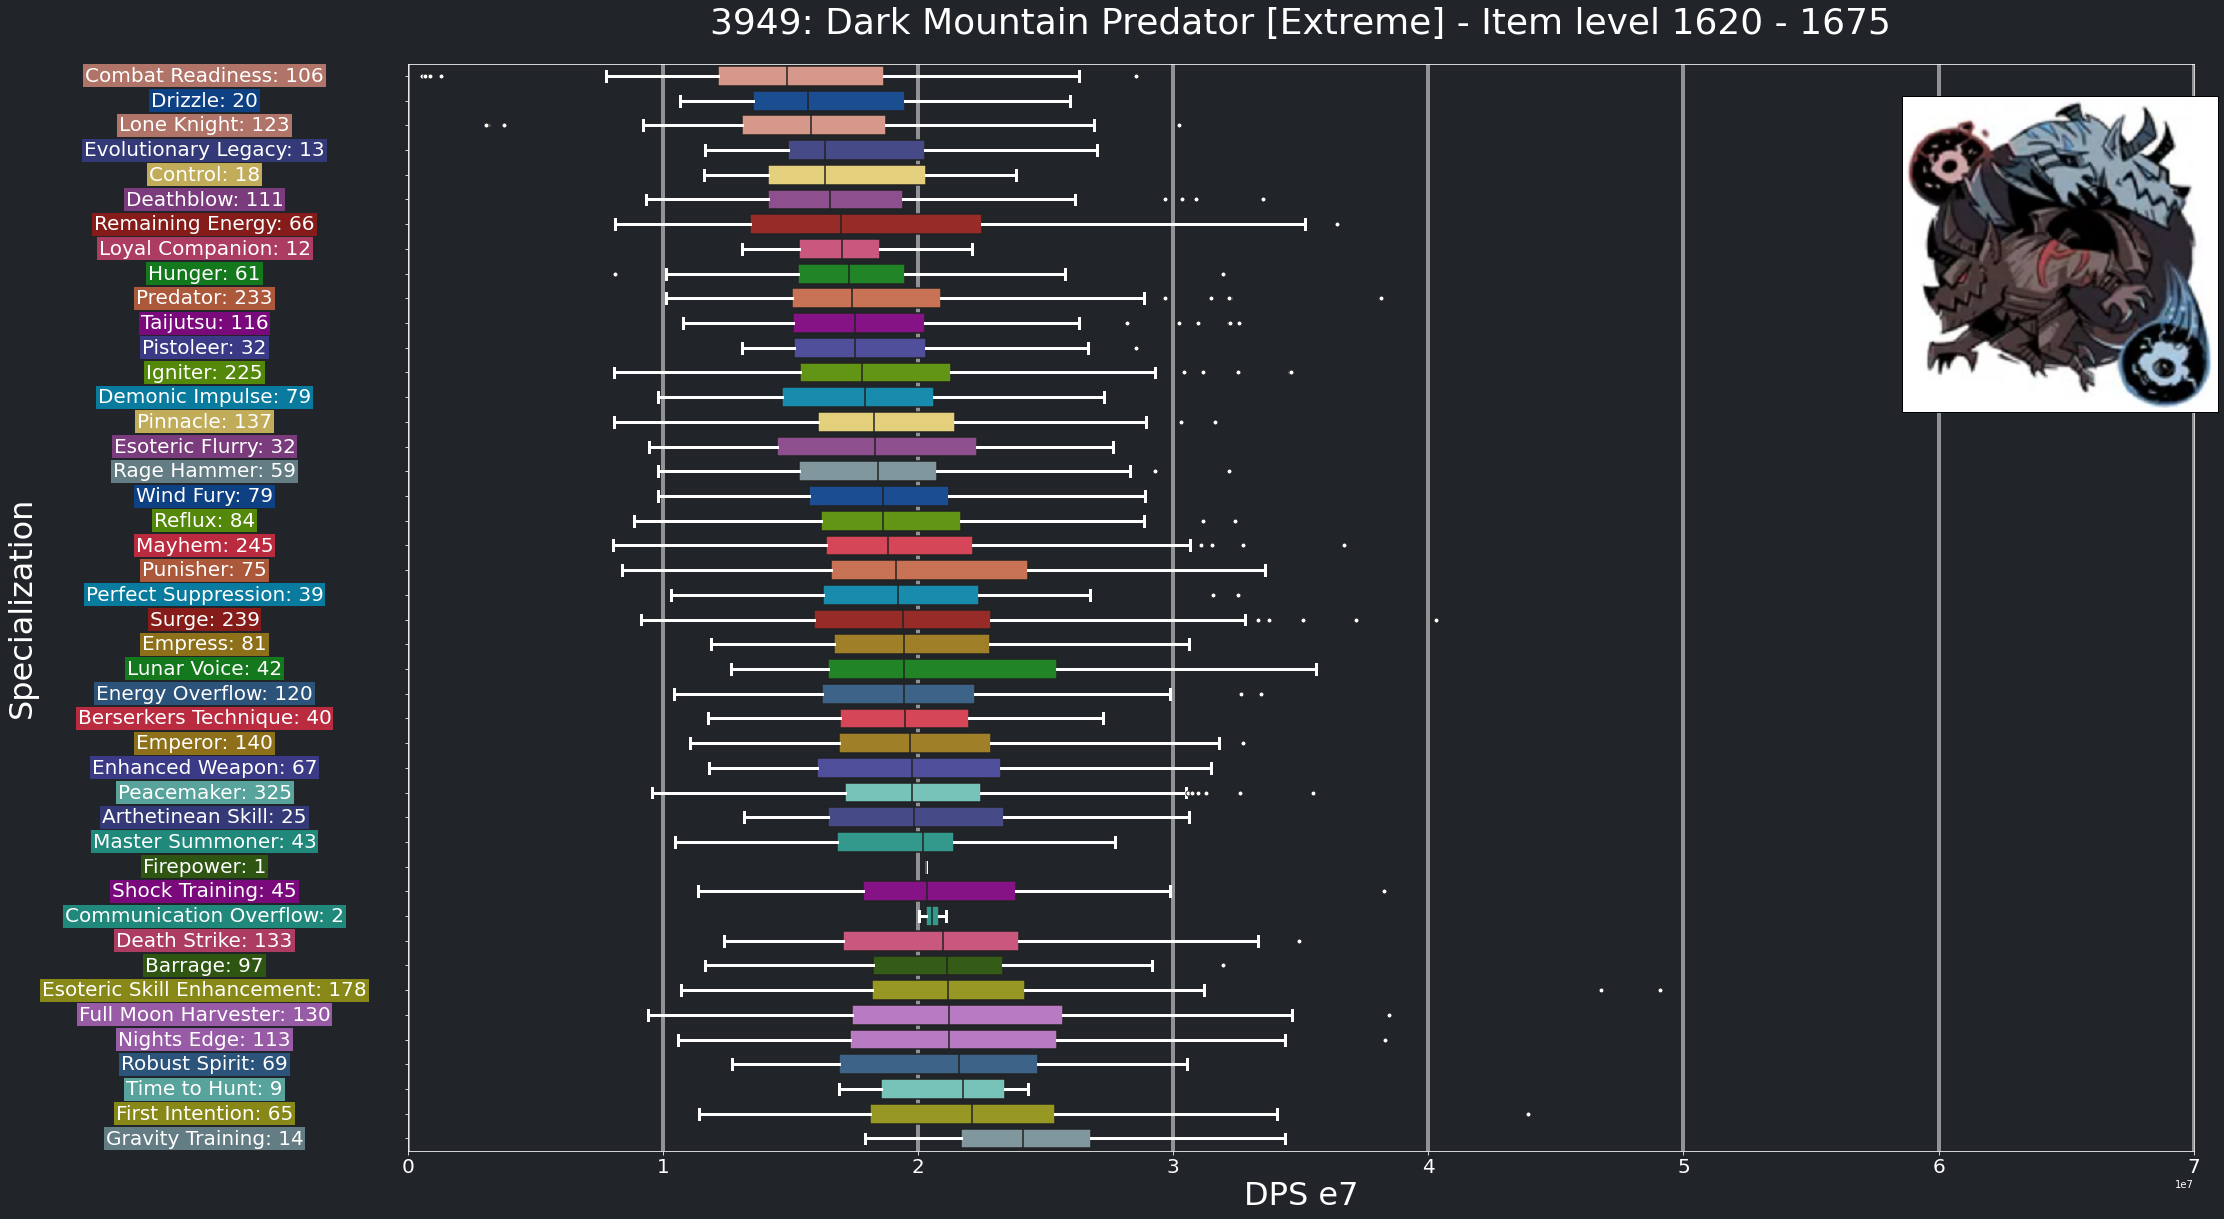 3949: Dark Mountain Predator [Extreme] - Item level 1620 - 1675
Combat Readiness: 106
Drizzle: 20
Lone Knight: 123
Evolutionary Legacy: 13
Control: 18
Deathblow: 111
Remaining Energy: 66
Loyal Companion: 12
Hunger: 61
Predator: 233
Taijutsu: 116
Pistoleer: 32
Igniter: 225
Demonic Impulse: 79
Pinnacle: 137
Esoteric Flurry: 32
Rage Hammer: 59
Wind Fury: 79
Reflux: 84
Mayhem: 245
Punisher: 75
Perfect Suppression: 39
Surge: 239
Empress: 81
Lunar Voice: 42
Energy Overflow: 120
Berserkers Technique: 40
Emperor: 140
Enhanced Weapon: 67
Peacemaker: 325
Arthetinean Skill: 25
Master Summoner: 43
Firepower: 1
Shock Training: 45
Communication Overflow: 2
Death Strike: 133
Barrage: 97
Esoteric Skill Enhancement: 178
Full Moon Harvester: 130
Nights Edge: 113
Robust Spirit: 69
Time to Hunt: 9
First Intention: 65
Gravity Training: 14
Specialization
0 1 2 3 4 5 6 7
1e7
DPS e7